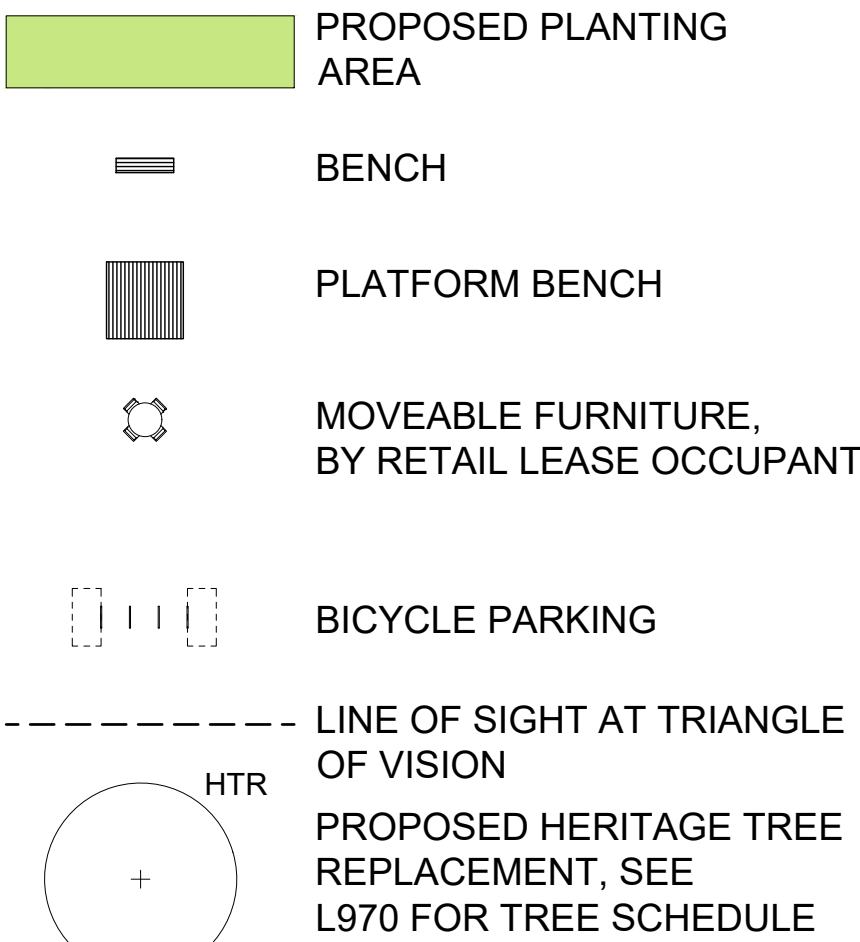 PROPOSED PLANTING
AREA
BENCH
PLATFORM BENCH
MOVEABLE FURNITURE,
BY RETAIL LEASE OCCUPANT
BICYCLE PARKING
LINE OF SIGHT AT TRIANGLE
OF VISION
HTR
PROPOSED HERITAGE TREE
REPLACEMENT, SEE
L970 FOR TREE SCHEDULE